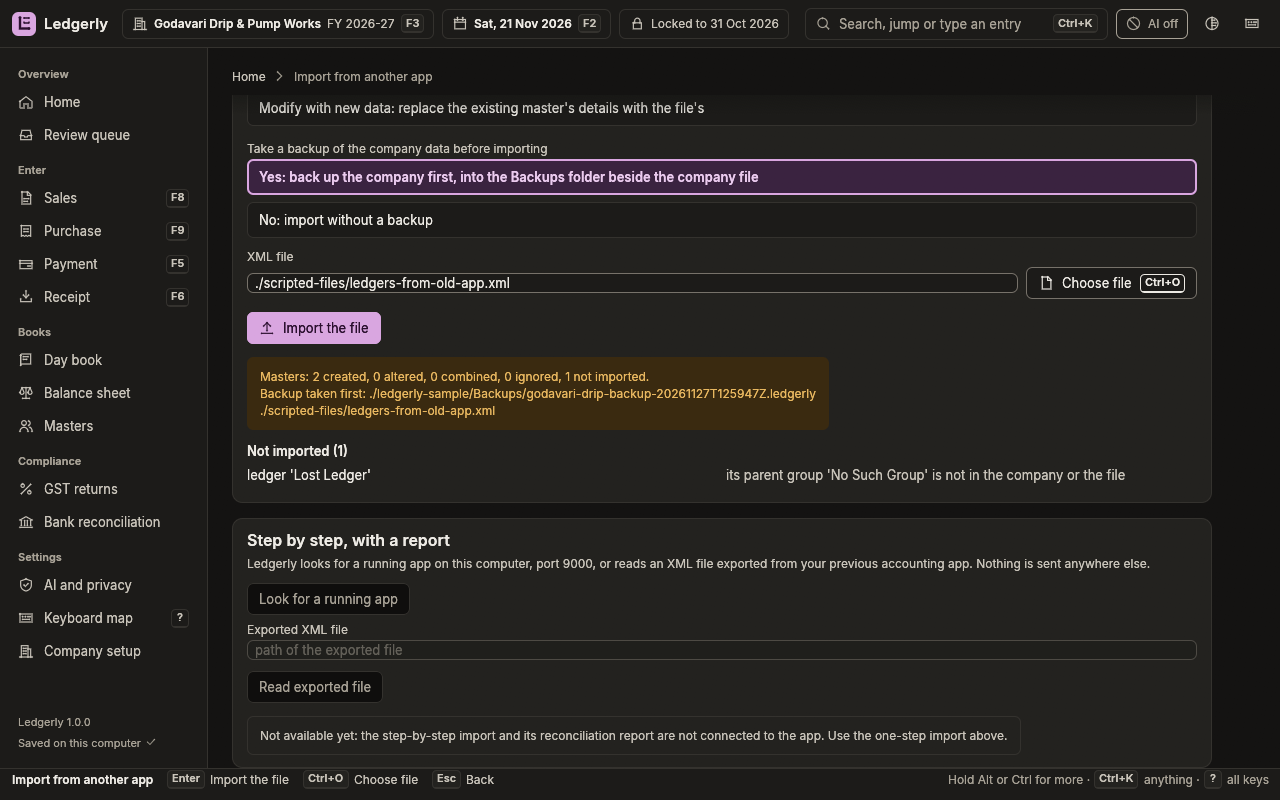 Ledgerly
Godavari Drip & Pump Works FY 2026-27 F3
Sat, 21 Nov 2026 F2
Locked to 31 Oct 2026
Search, jump or type an entry Ctrl+K
AI off
Overview
Home
Review queue
Enter
Sales F8
Purchase F9
Payment F5
Receipt F6
Books
Day book
Balance sheet
Masters
Compliance
GST returns
Bank reconciliation
Settings
AI and privacy
Keyboard map ?
Company setup
Ledgerly 1.0.0
Saved on this computer
Home > Import from another app
Modify with new data: replace the existing master's details with the file's
Take a backup of the company data before importing
Yes: back up the company first, into the Backups folder beside the company file
No: import without a backup
XML file
./scripted-files/ledgers-from-old-app.xml
Choose file Ctrl+O
Import the file
Masters: 2 created, 0 altered, 0 combined, 0 ignored, 1 not imported.
Backup taken first: ./ledgerly-sample/Backups/godavari-drip-backup-20261127T125947Z.ledgerly
./scripted-files/ledgers-from-old-app.xml
Not imported (1)
ledger 'Lost Ledger' its parent group 'No Such Group' is not in the company or the file
Step by step, with a report
Ledgerly looks for a running app on this computer, port 9000, or reads an XML file exported from your previous accounting app. Nothing is sent anywhere else.
Look for a running app
Exported XML file
path of the exported file
Read exported file
Not available yet: the step-by-step import and its reconciliation report are not connected to the app. Use the one-step import above.
Import from another app Enter Import the file Ctrl+O Choose file Esc Back
Hold Alt or Ctrl for more · Ctrl+K anything · ? all keys